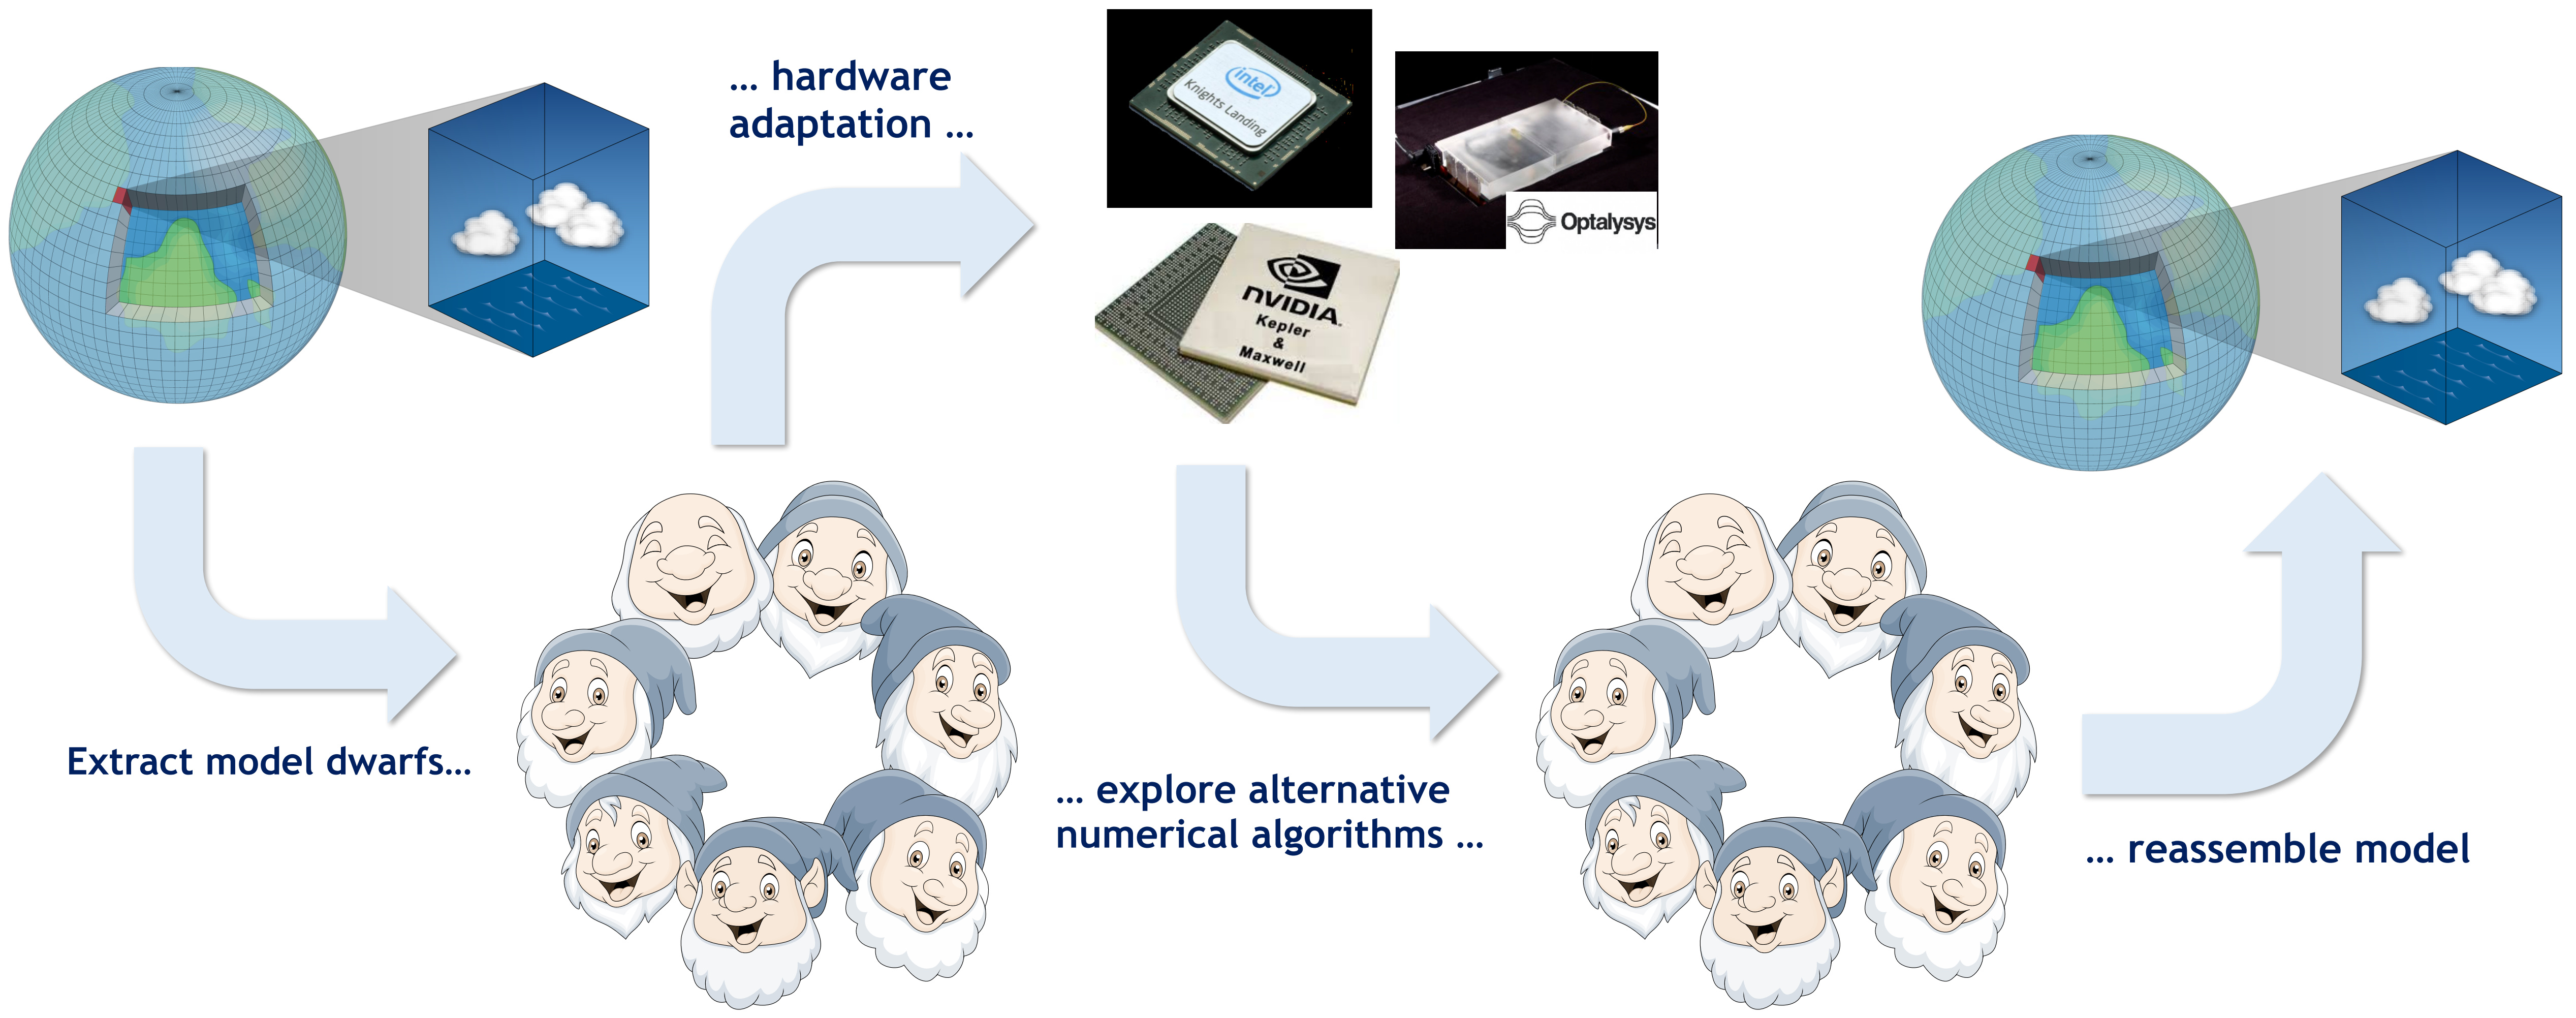 … hardware
adaptation …
intel
Knights Landing
Optalysys
NVIDIA.
Kepler
&
Maxwell
Extract model dwarfs…
… explore alternative
numerical algorithms …
… reassemble model